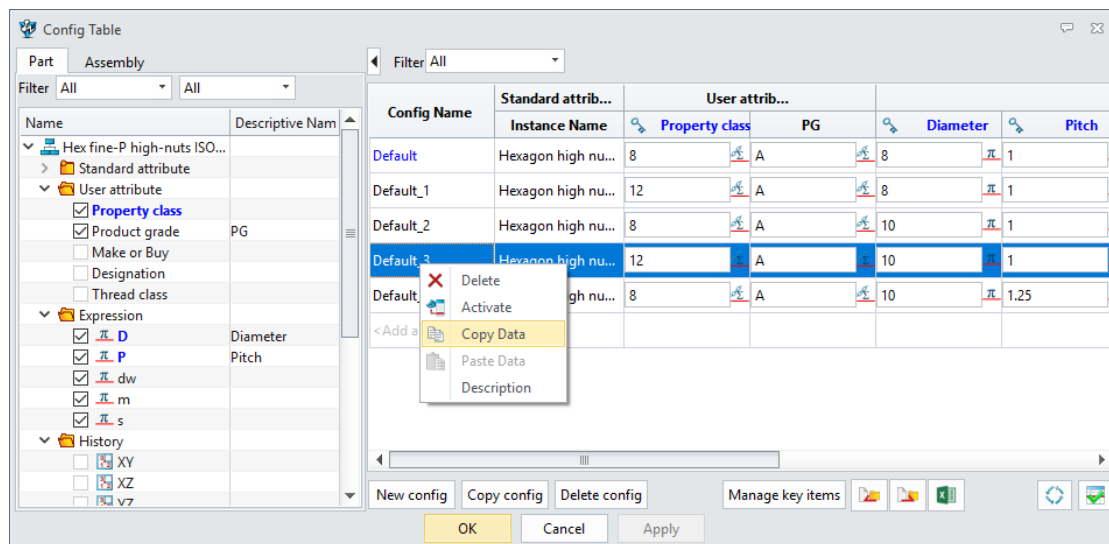 Config Table
Part Assembly
Filter All All
Name Descriptive Nam
Hex fine-P high-nuts ISO...
Standard attribute
User attribute
Property class
Product grade PG
Make or Buy
Designation
Thread class
Expression
D Diameter
P Pitch
dw
m
s
History
XY
XZ
YZ
Filter All
Config Name Standard attrib... User attrib...
Instance Name Property class PG Diameter Pitch
Default Hexagon high nu... 8 A 8 1
Default_1 Hexagon high nu... 12 A 8 1
Default_2 Hexagon high nu... 8 A 10 1
Default_3 Hexagon high nu... 12 A 10 1
Default_ gh nu... 8 A 10 1.25
<Add a
Delete
Activate
Copy Data
Paste Data
Description
New config Copy config Delete config Manage key items
OK Cancel Apply